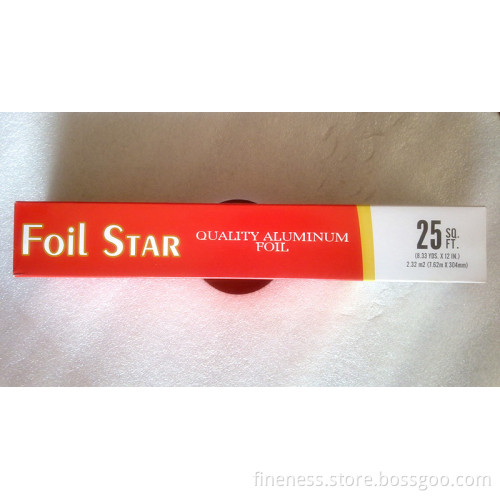 Foil STAR
QUALITY ALUMINUM
FOIL
25 SQ.
FT.
(8.33 YDS. X 12 IN.)
2.32 m2 (7.62m X 304mm)
fineness.store.bossgoo.com